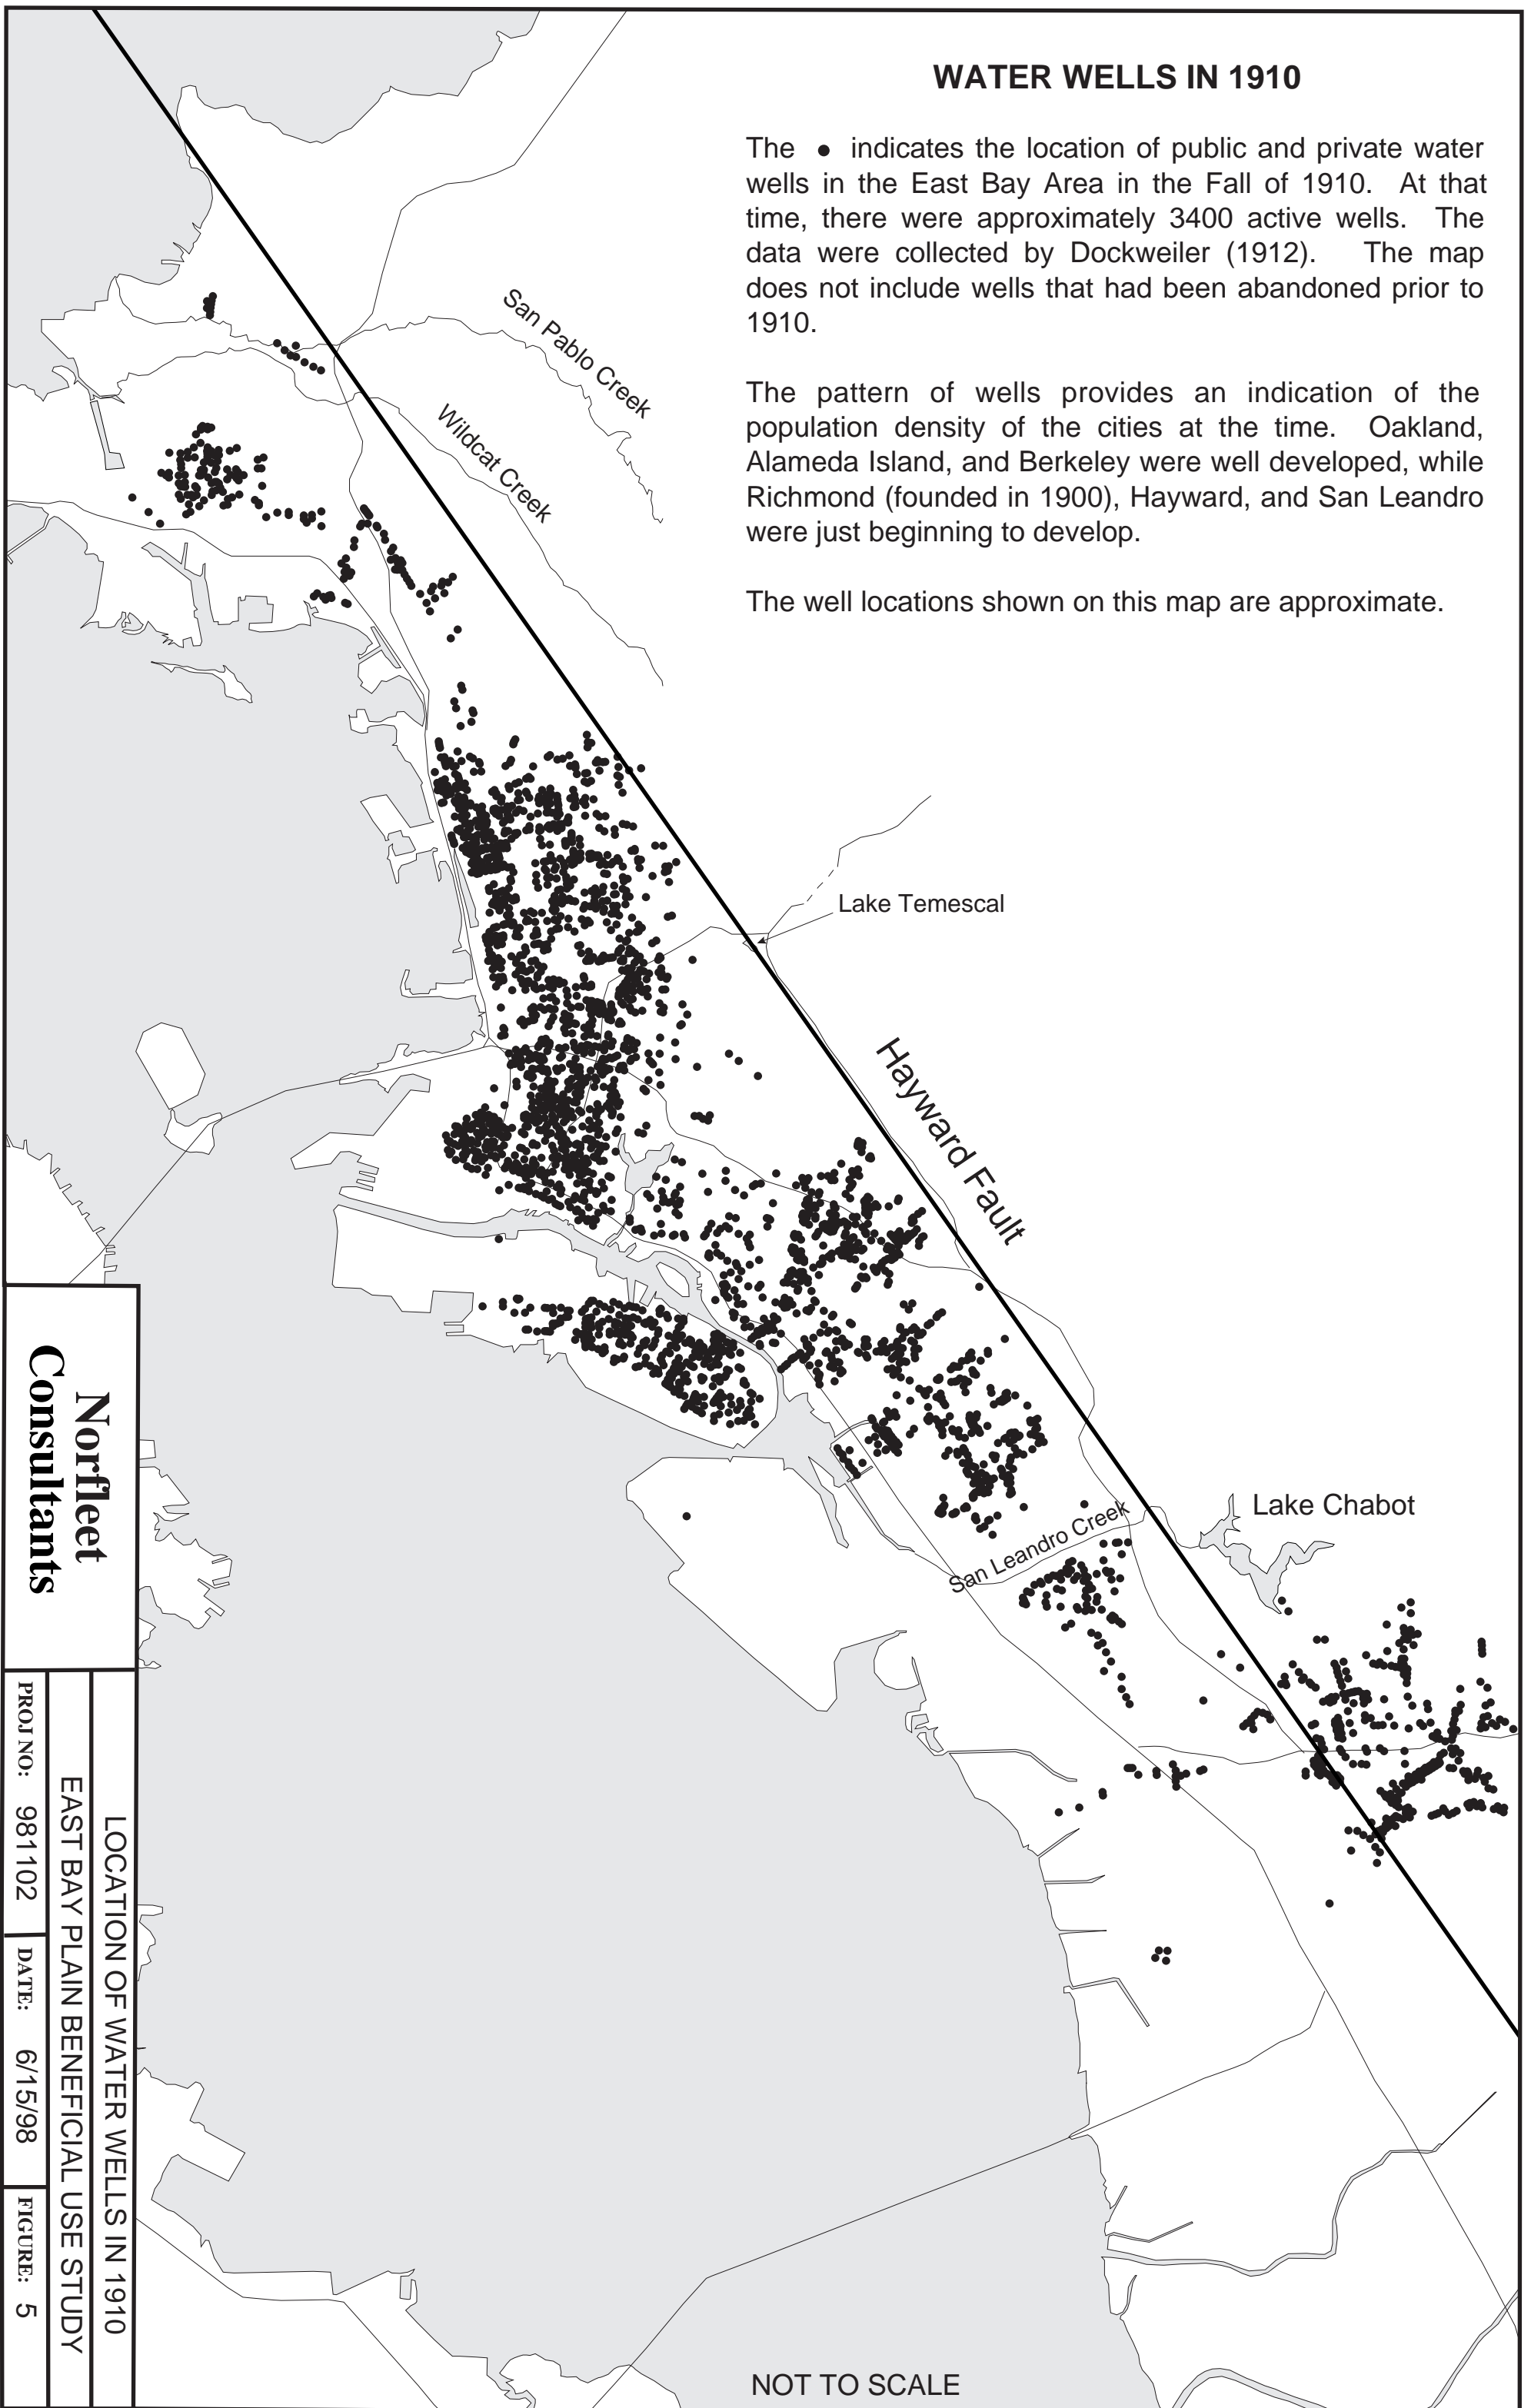 WATER WELLS IN 1910
The ● indicates the location of public and private water
wells in the East Bay Area in the Fall of 1910. At that
time, there were approximately 3400 active wells. The
data were collected by Dockweiler (1912). The map
does not include wells that had been abandoned prior to
1910.
The pattern of wells provides an indication of the
population density of the cities at the time. Oakland,
Alameda Island, and Berkeley were well developed, while
Richmond (founded in 1900), Hayward, and San Leandro
were just beginning to develop.
The well locations shown on this map are approximate.
San Pablo Creek
Wildcat Creek
Lake Temescal
Hayward Fault
Lake Chabot
San Leandro Creek
NOT TO SCALE
Norfleet
Consultants
LOCATION OF WATER WELLS IN 1910
EAST BAY PLAIN BENEFICIAL USE STUDY
PROJ NO: 981102
DATE: 6/15/98
FIGURE: 5